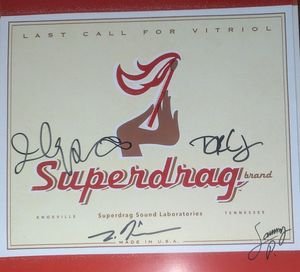 LAST CALL FOR VITRIOL
Superdrag brand
KNOXVILLE Superdrag Sound Laboratories TENNESSEE
MADE IN U.S.A.